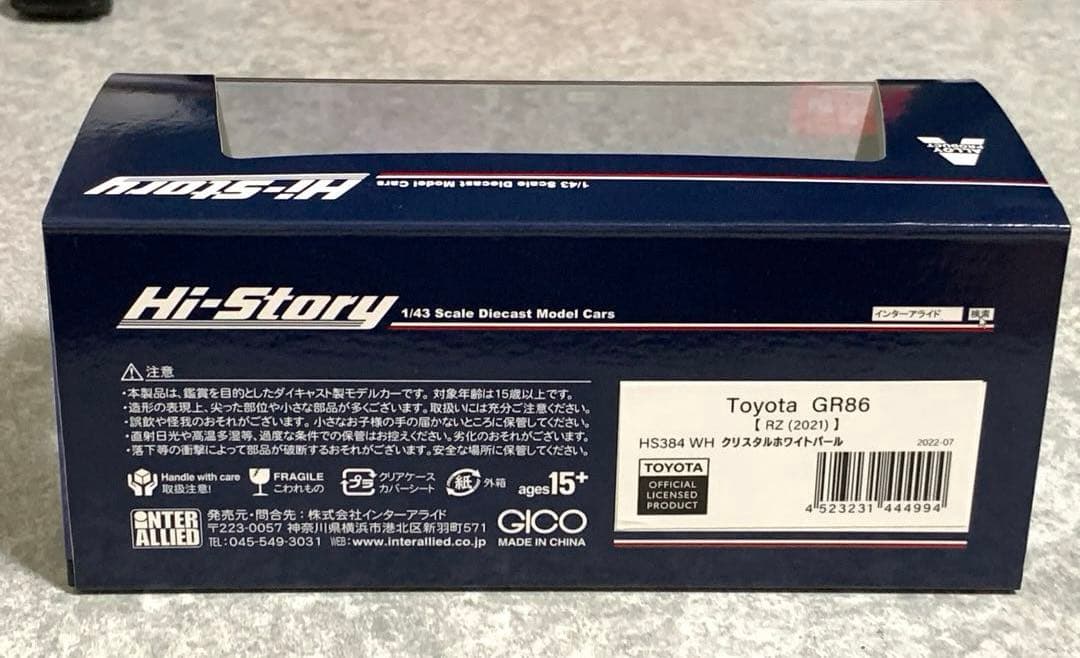 ALLOY
PRODUCT
Hi-Story
1/43 Scale Diecast Model Cars
Hi-Story
1/43 Scale Diecast Model Cars
インターアライド
検索
⚠注意
・本製品は、鑑賞を目的としたダイキャスト製モデルカーです。対象年齢は15歳以上です。
・造形の表現上、尖った部位や小さな部品が多くございます。取扱いには充分ご注意ください。
・誤飲や怪我のおそれがございます。小さなお子様の手の届かないところに保管してください。
・直射日光や高温多湿等、過度な条件での保管はお控えください。劣化のおそれがございます。
・落下等の衝撃によって部品が破断するおそれがございます。安全な場所に保管してください。
Handle with care
取扱注意!
FRAGILE
こわれもの
プラ
クリアケース
カバーシート
紙
外箱
ages15+
INTER
ALLIED
発売元・問合先:株式会社インターアライド
〒223-0057 神奈川県横浜市港北区新羽町571
TEL:045-549-3031 WEB:www.interallied.co.jp
GICO
MADE IN CHINA
Toyota GR86
【 RZ (2021) 】
HS384 WH クリスタルホワイトパール
2022-07
TOYOTA
OFFICIAL
LICENSED
PRODUCT
4 523231 444994